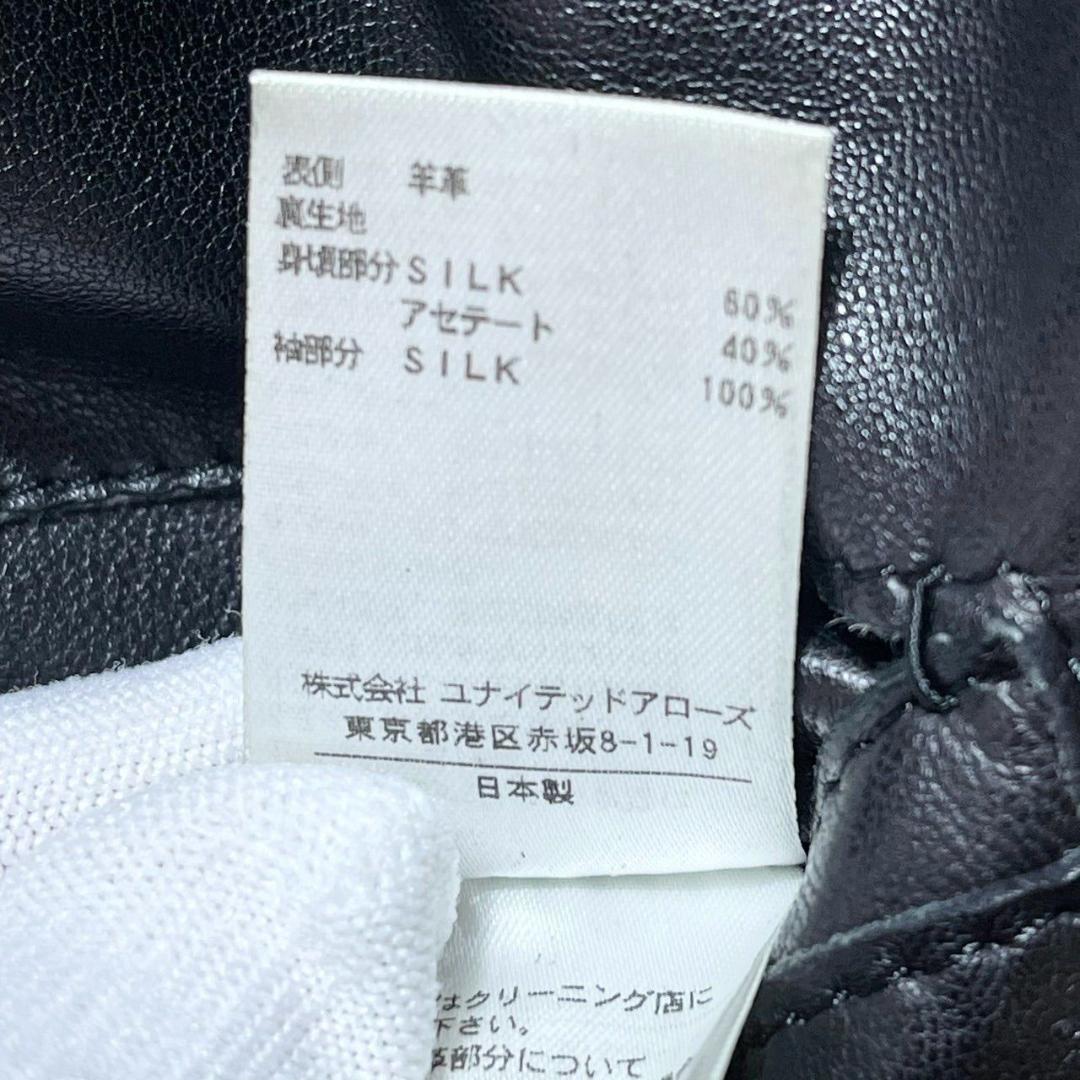 表側 羊革
裏生地
身頃部分 SILK 60%
アセテート 40%
袖部分 SILK 100%
株式会社 ユナイテッドアローズ
東京都港区赤坂8-1-19
日本製
はクリーニング店に
下さい。
部分について